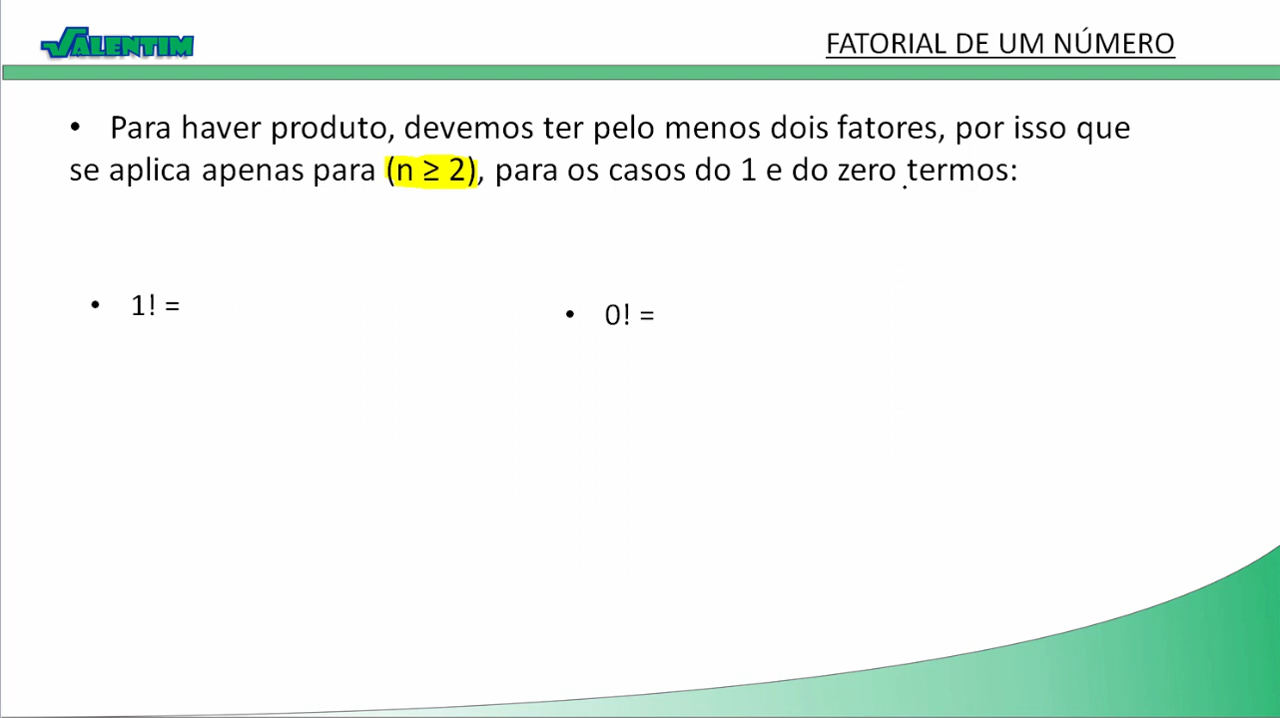 VALENTIM
FATORIAL DE UM NÚMERO
• Para haver produto, devemos ter pelo menos dois fatores, por isso que
se aplica apenas para (n ≥ 2), para os casos do 1 e do zero termos:
• 1! =
• 0! =